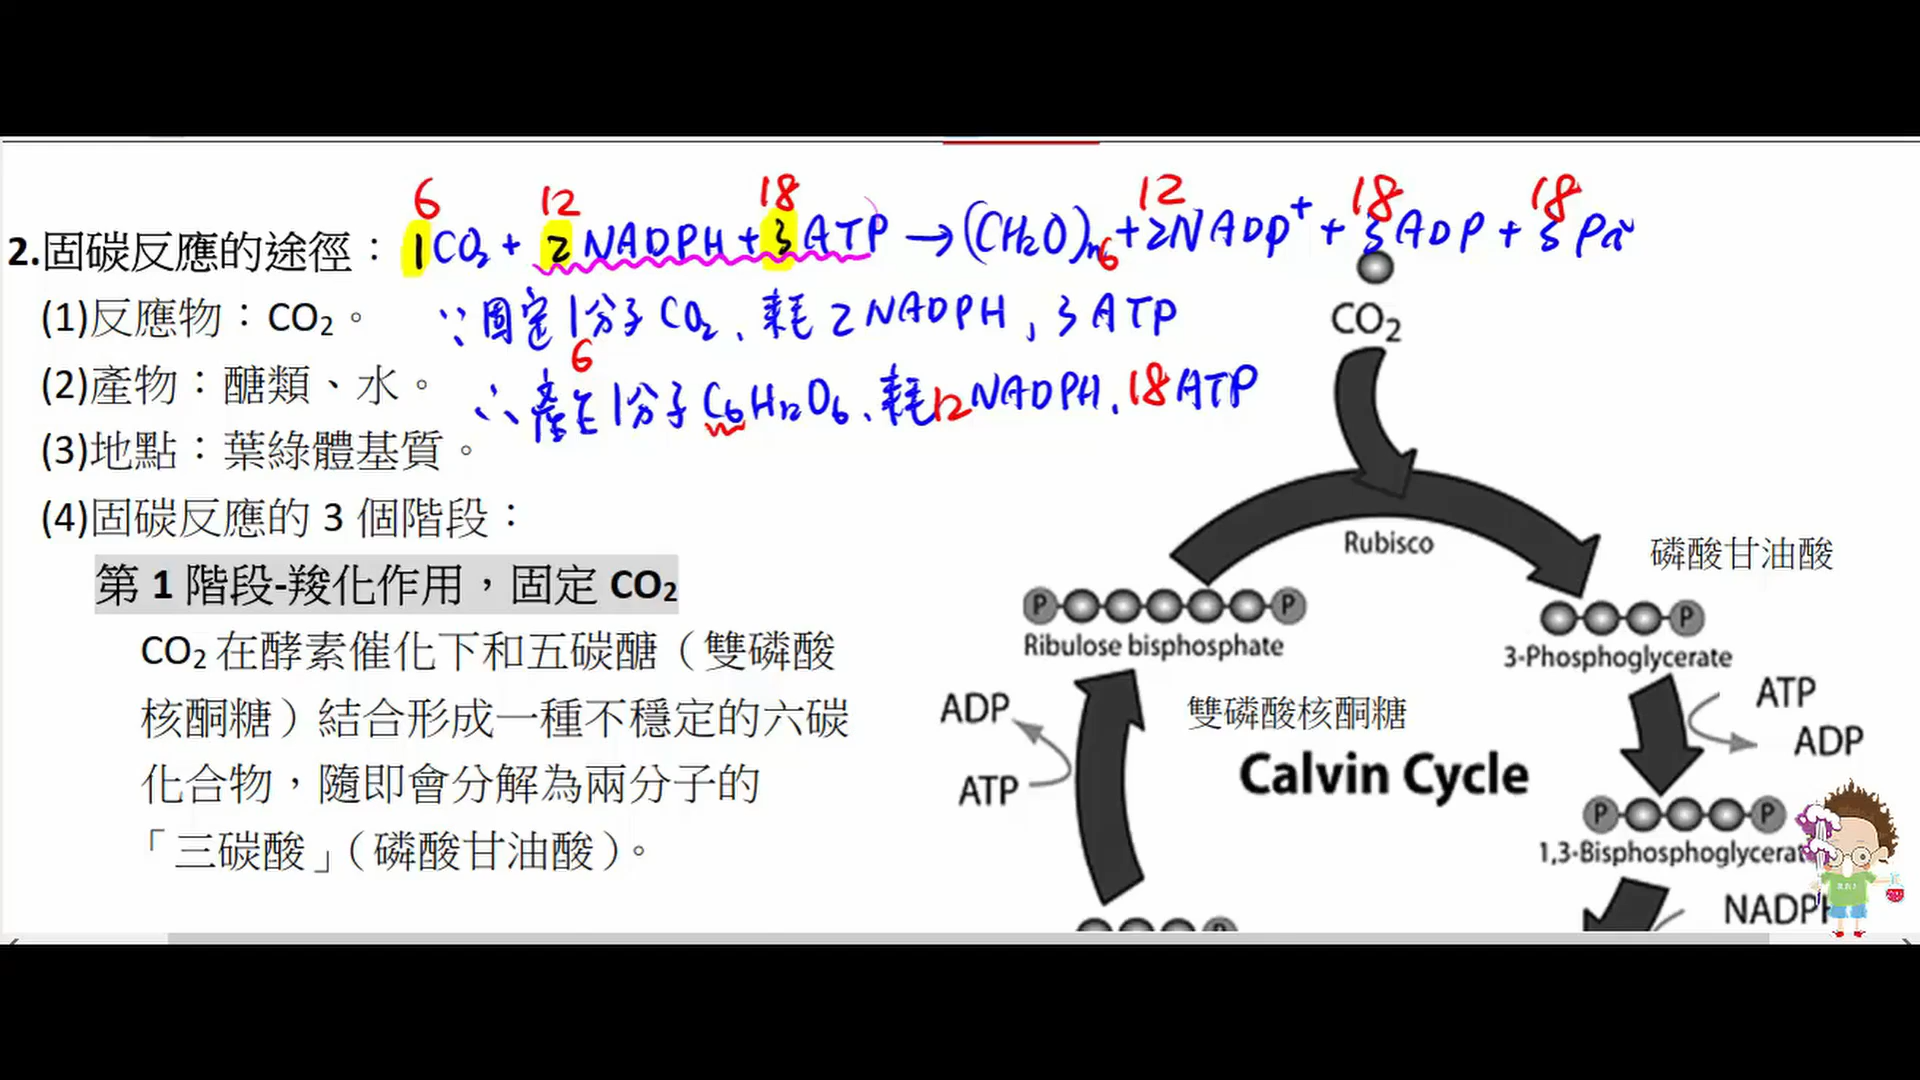 6 12 18 12 18 18
2.固碳反應的途徑： 1CO₂ + 2NADPH + 3ATP → (CH₂O)n 6 + 2NADP⁺ + 3ADP + 3Pi
(1)反應物：CO₂。 ∵固定1分子CO₂、耗2NADPH, 3ATP
CO₂
6
(2)產物：醣類、水。 ∴產生1分子C₆H₁₂O₆、耗12NADPH、18ATP
(3)地點：葉綠體基質。
(4)固碳反應的 3 個階段：
Rubisco
磷酸甘油酸
第 1 階段-羧化作用，固定 CO₂
P P
Ribulose bisphosphate
P
3-Phosphoglycerate
CO₂ 在酵素催化下和五碳醣（雙磷酸
核酮糖）結合形成一種不穩定的六碳
化合物，隨即會分解為兩分子的
「三碳酸」（磷酸甘油酸）。
ADP
ATP
雙磷酸核酮糖
Calvin Cycle
ATP
ADP
P P
1,3-Bisphosphoglycerat
NADPH
P